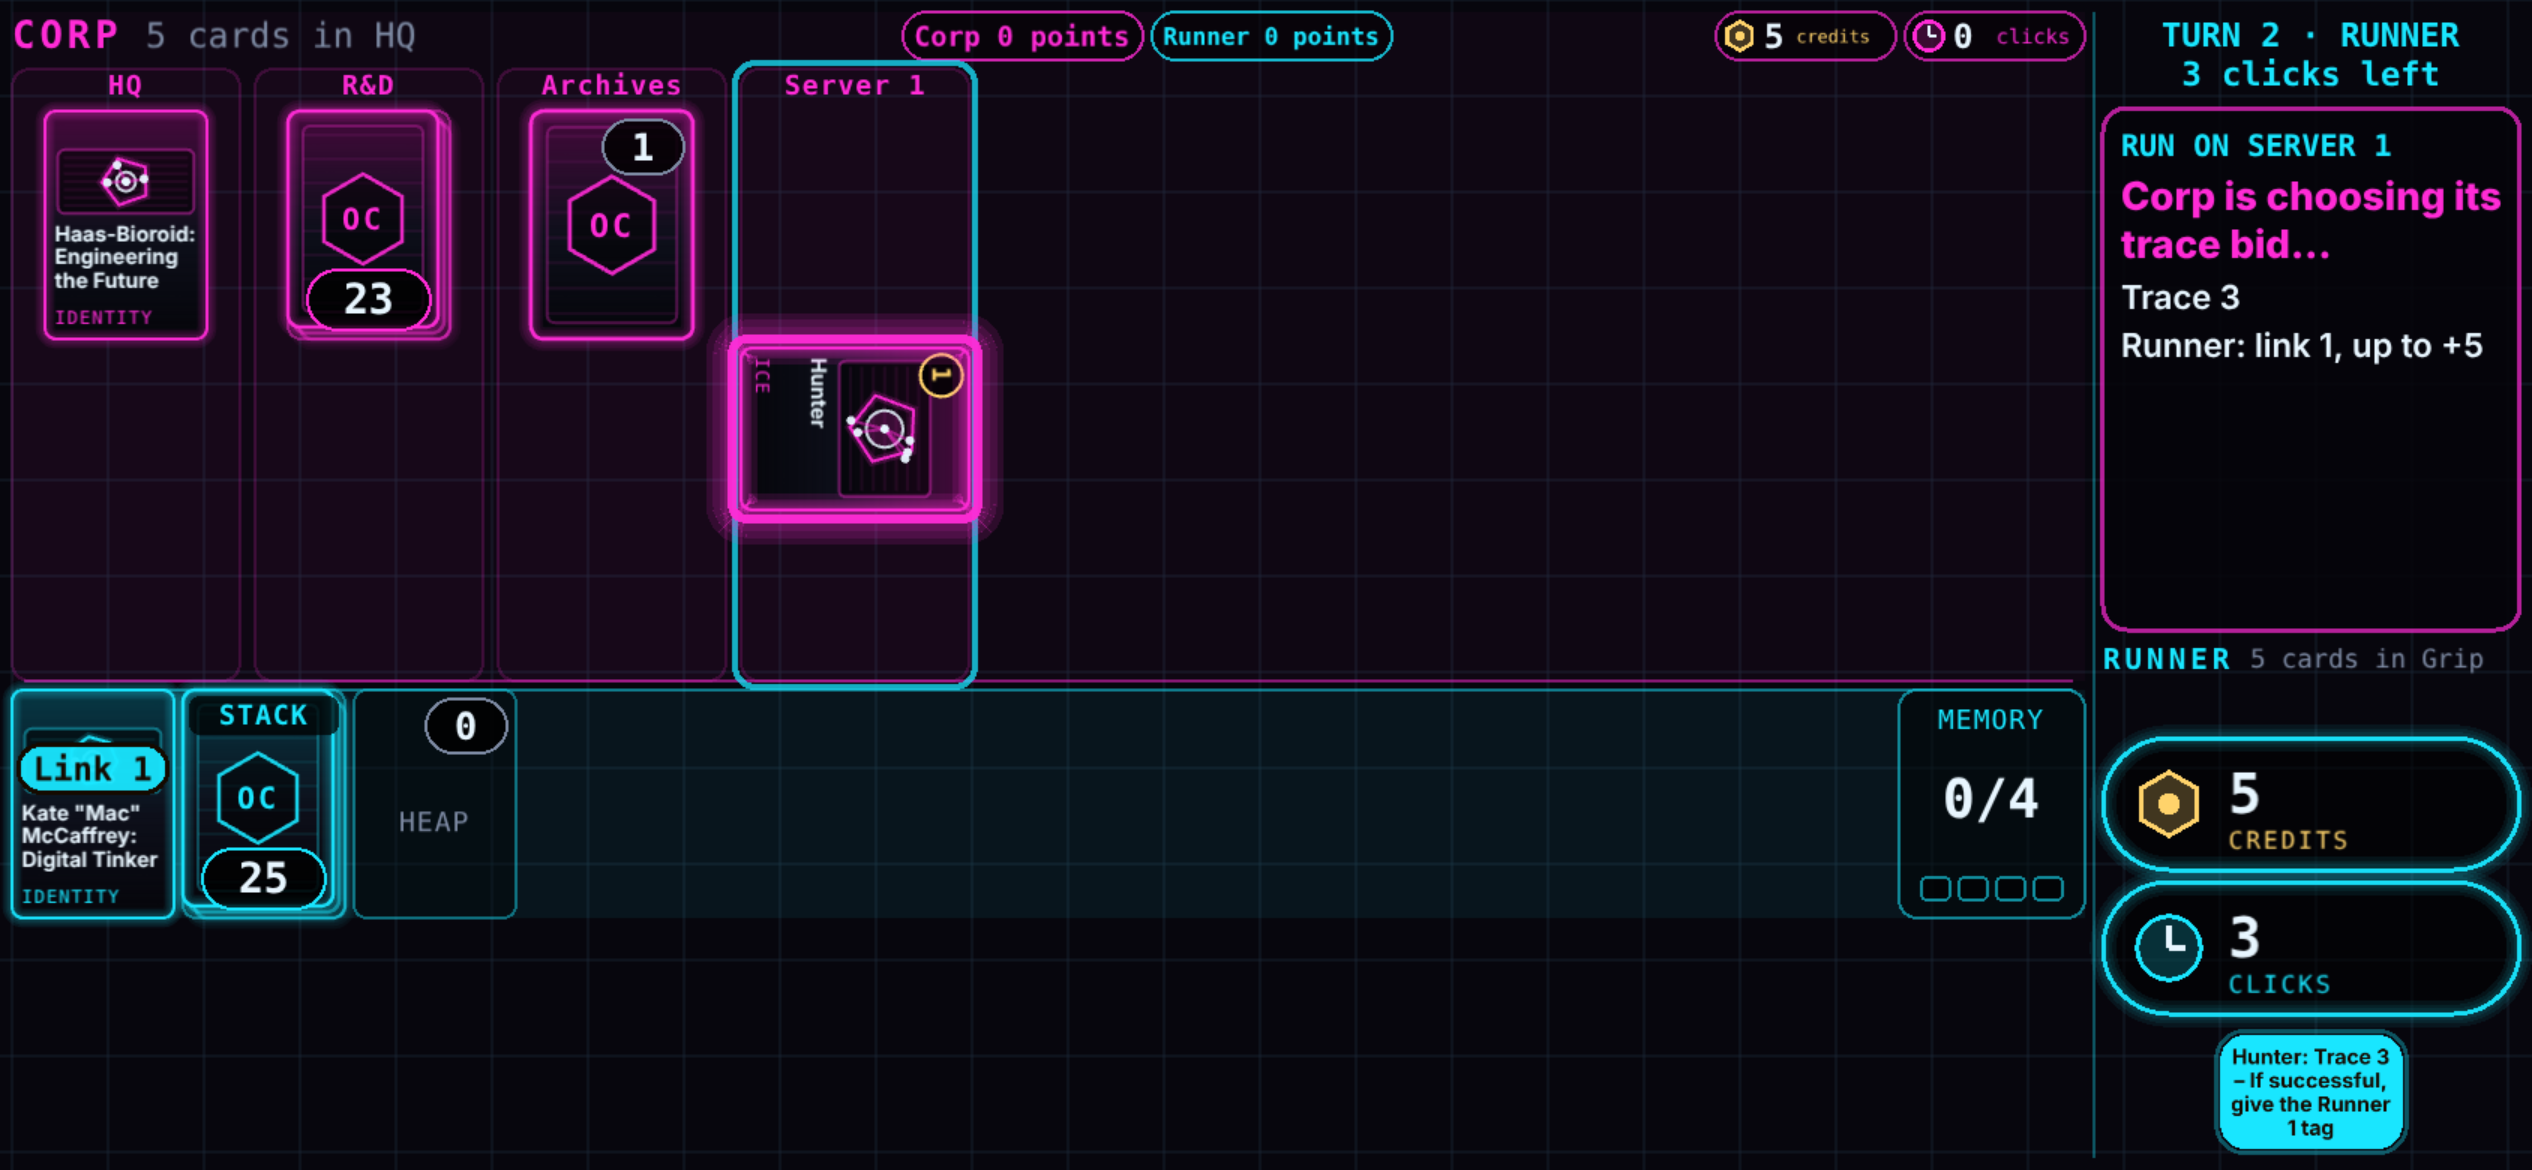 CORP 5 cards in HQ
Corp 0 points
Runner 0 points
5 credits
0 clicks
TURN 2 · RUNNER
3 clicks left
HQ
R&D
Archives
Server 1
Haas-Bioroid:
Engineering
the Future
IDENTITY
OC
23
1
OC
1
Hunter
ICE
RUN ON SERVER 1
Corp is choosing its
trace bid...
Trace 3
Runner: link 1, up to +5
RUNNER 5 cards in Grip
Link 1
Kate "Mac"
McCaffrey:
Digital Tinker
IDENTITY
STACK
OC
25
0
HEAP
MEMORY
0/4
5
CREDITS
3
CLICKS
Hunter: Trace 3
– If successful,
give the Runner
1 tag